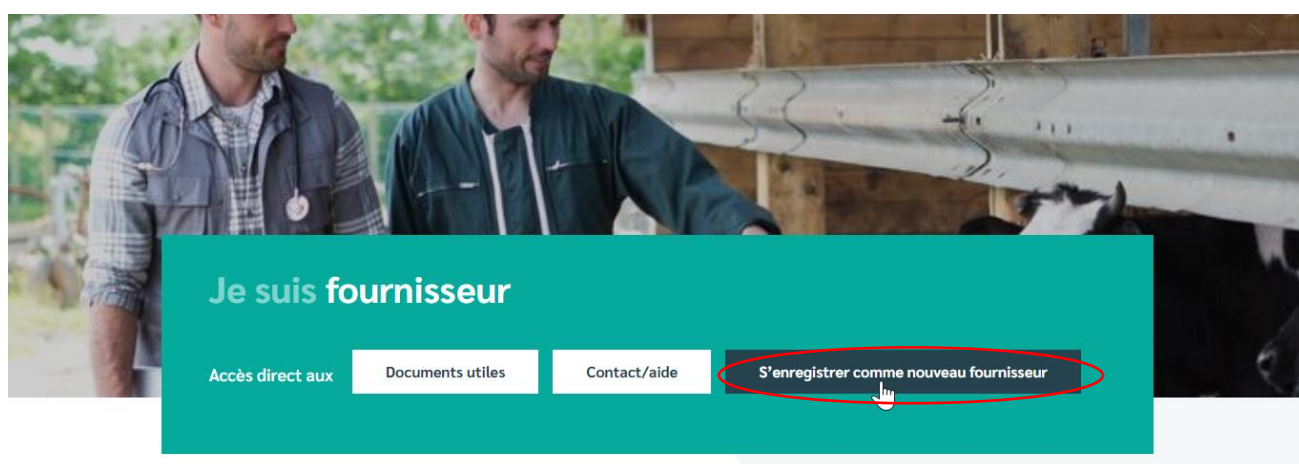 Je suis fournisseur
Accès direct aux Documents utiles Contact/aide S'enregistrer comme nouveau fournisseur